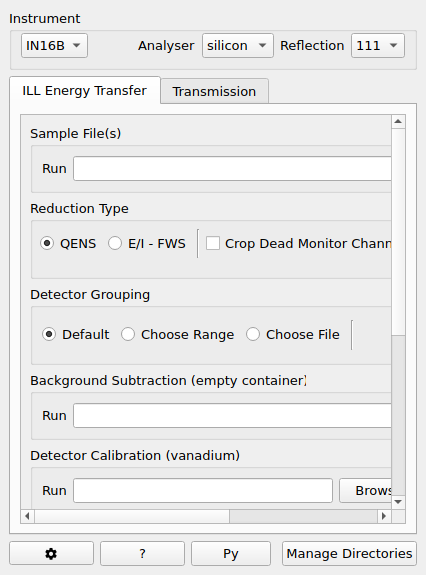 Instrument
IN16B Analyser silicon Reflection 111
ILL Energy Transfer Transmission
Sample File(s)
Run
Reduction Type
QENS E/I - FWS Crop Dead Monitor Chann
Detector Grouping
Default Choose Range Choose File
Background Subtraction (empty container)
Run
Detector Calibration (vanadium)
Run Brows
? Py Manage Directories